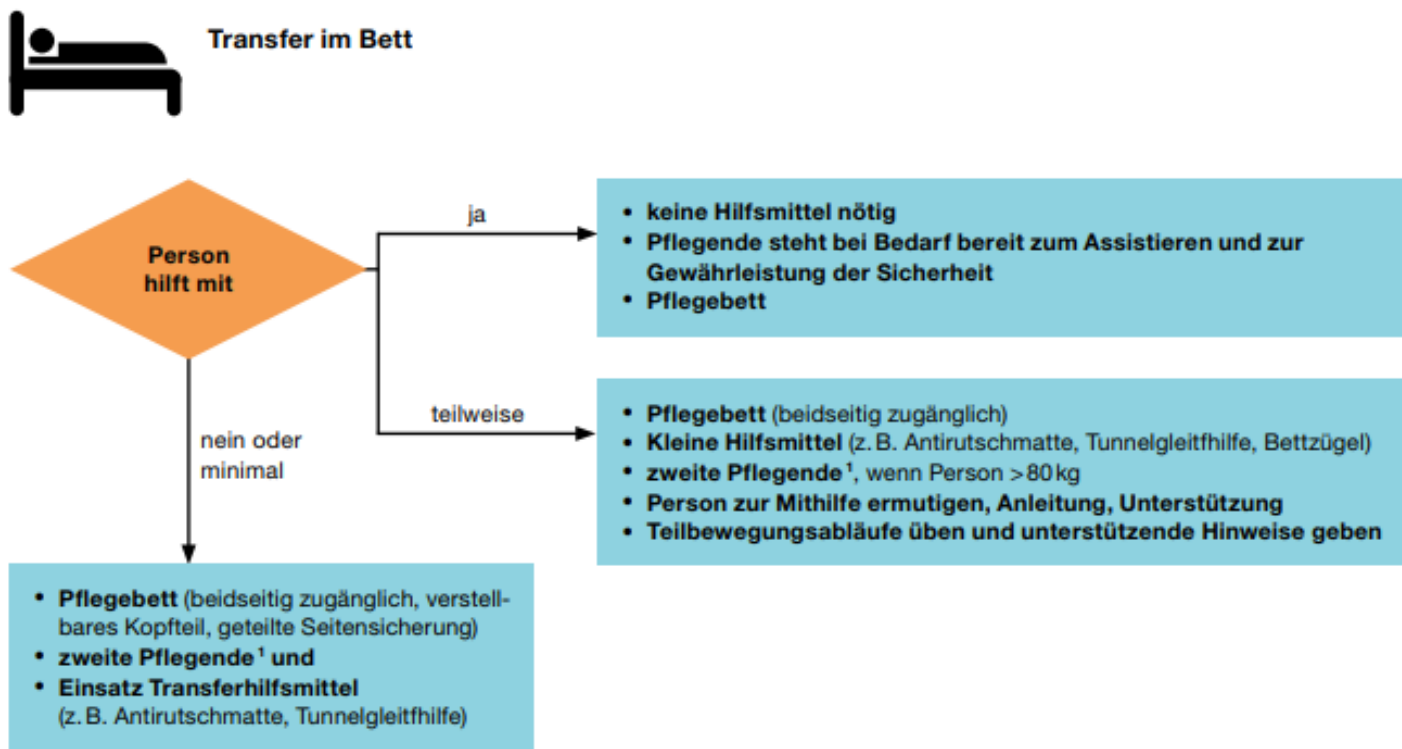 Transfer im Bett
Person
hilft mit
ja
• keine Hilfsmittel nötig
• Pflegende steht bei Bedarf bereit zum Assistieren und zur
Gewährleistung der Sicherheit
• Pflegebett
teilweise
• Pflegebett (beidseitig zugänglich)
• Kleine Hilfsmittel (z. B. Antirutschmatte, Tunnelgleitfhilfe, Bettzügel)
• zweite Pflegende¹, wenn Person >80 kg
• Person zur Mithilfe ermutigen, Anleitung, Unterstützung
• Teilbewegungsabläufe üben und unterstützende Hinweise geben
nein oder
minimal
• Pflegebett (beidseitig zugänglich, verstell-
bares Kopfteil, geteilte Seitensicherung)
• zweite Pflegende¹ und
• Einsatz Transferhilfsmittel
(z. B. Antirutschmatte, Tunnelgleitfhilfe)